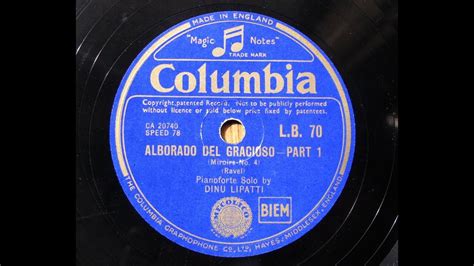 MADE IN ENGLAND
"Magic Notes"
TRADE MARK
Columbia
Copyright, patented Record. Not to be publicly performed
without licence or sold below price fixed by patentees.
CA 20740
SPEED 78
L.B. 70
ALBORADO DEL GRACIOSO — PART 1
(Miroirs-No. 4)
(Ravel)
Pianoforte Solo by
DINU LIPATTI
BIEM
THE COLUMBIA GRAPHOPHONE CO., LTD., HAYES, MIDDLESEX, ENGLAND